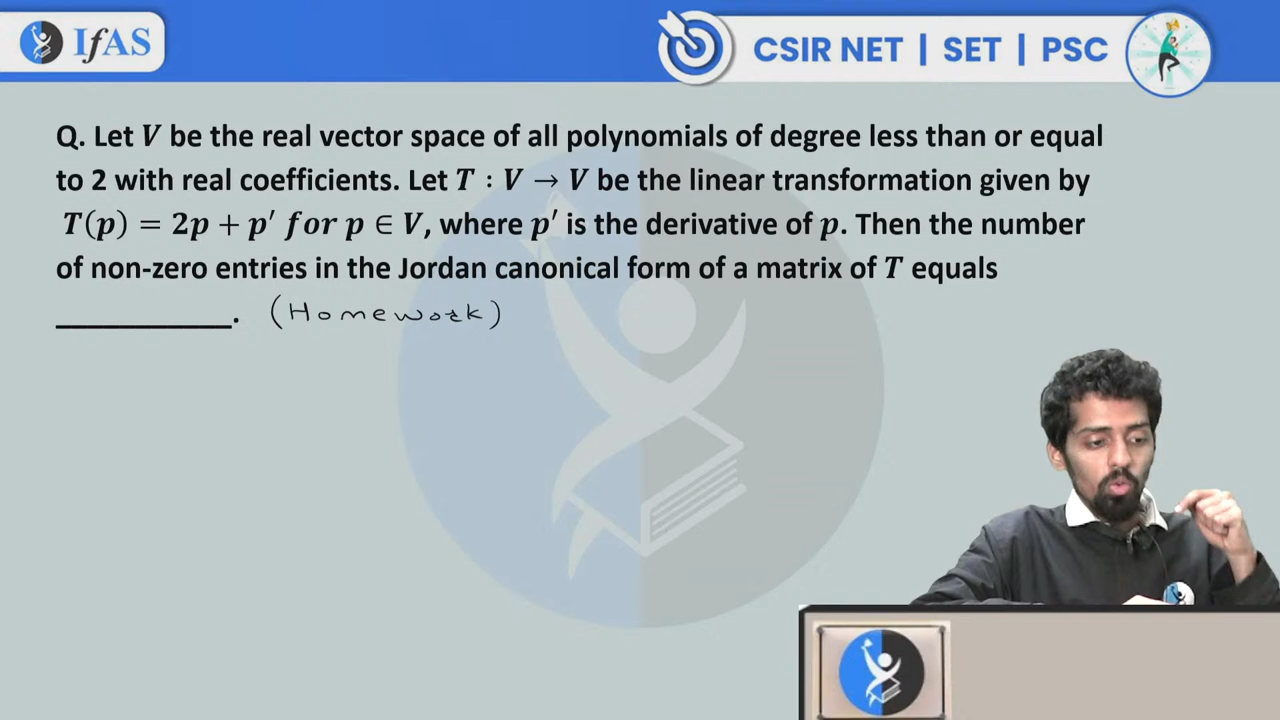 IfAS
CSIR NET | SET | PSC
Q. Let V be the real vector space of all polynomials of degree less than or equal
to 2 with real coefficients. Let T : V → V be the linear transformation given by
T(p) = 2p + p′ for p ∈ V, where p′ is the derivative of p. Then the number
of non-zero entries in the Jordan canonical form of a matrix of T equals
____________. (Homework)